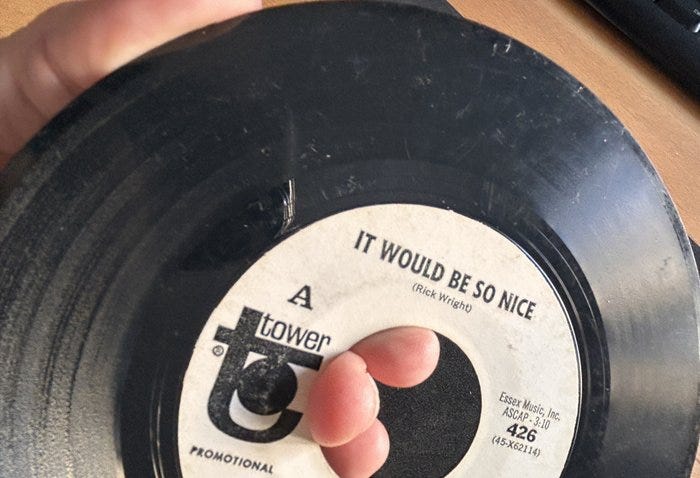 IT WOULD BE SO NICE
(Rick Wright)
A
tower
®
Essex Music, Inc.
ASCAP - 3:10
426
(45-X62114)
PROMOTIONAL